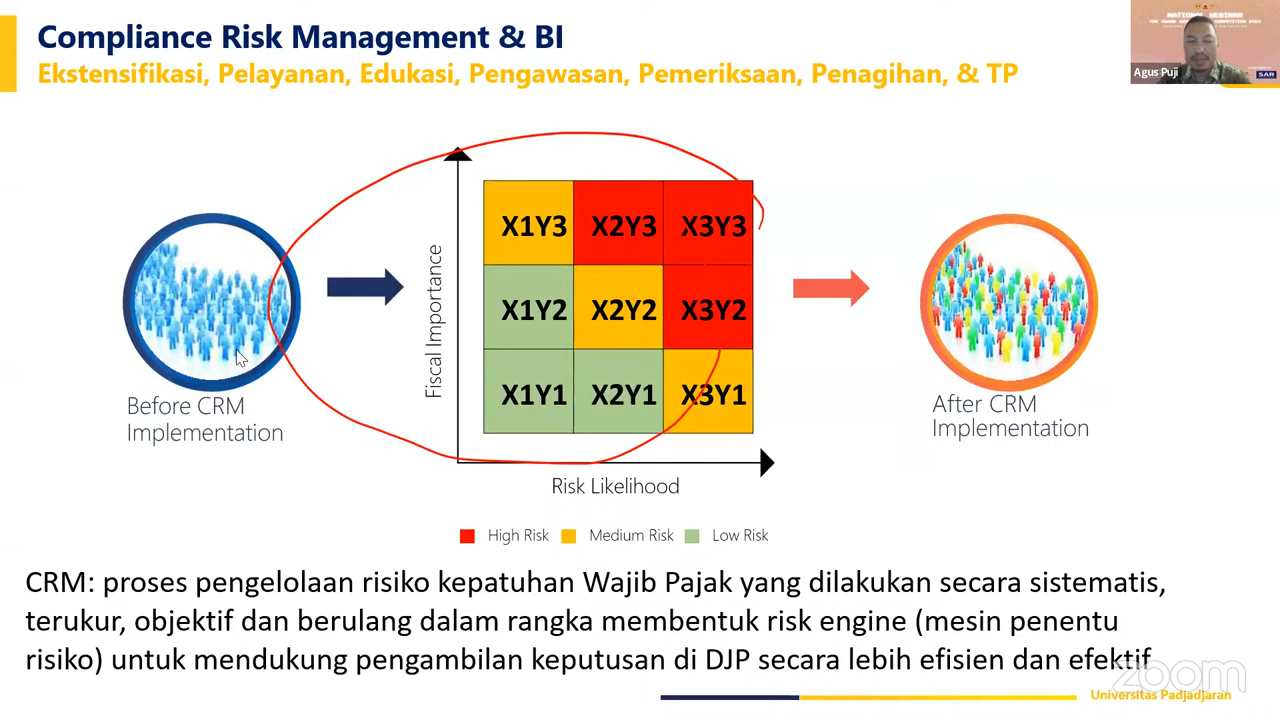 Compliance Risk Management & BI
Ekstensifikasi, Pelayanan, Edukasi, Pengawasan, Pemeriksaan, Penagihan, & TP
NATIONAL WEBINAR
Agus Puji
SAR
Fiscal Importance
X1Y3 X2Y3 X3Y3
X1Y2 X2Y2 X3Y2
X1Y1 X2Y1 X3Y1
Risk Likelihood
Before CRM
Implementation
After CRM
Implementation
High Risk Medium Risk Low Risk
CRM: proses pengelolaan risiko kepatuhan Wajib Pajak yang dilakukan secara sistematis,
terukur, objektif dan berulang dalam rangka membentuk risk engine (mesin penentu
risiko) untuk mendukung pengambilan keputusan di DJP secara lebih efisien dan efektif
zoom
Universitas Padjadjaran